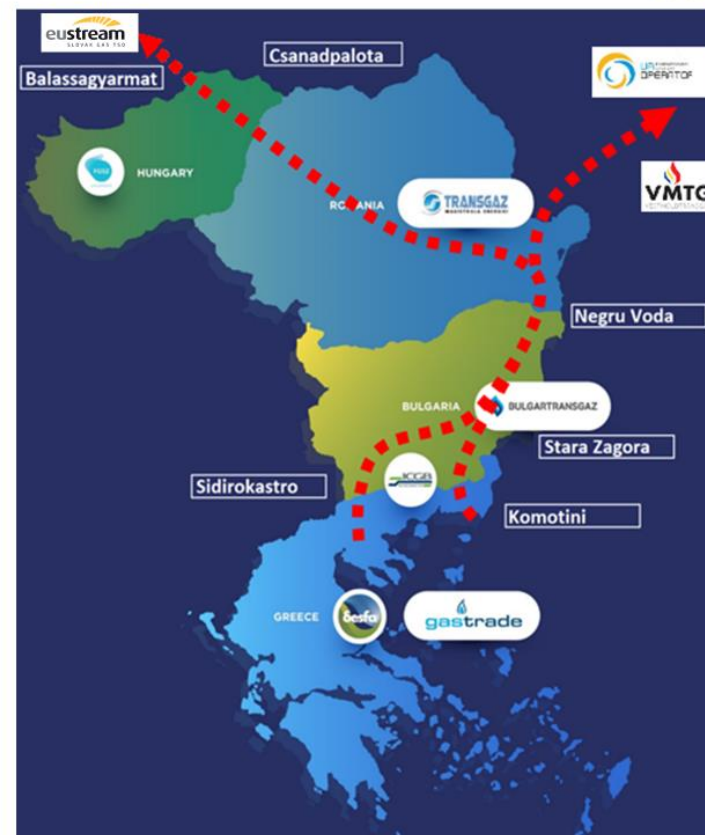 eustream
SLOVAK GAS TSO
Balassagyarmat
Csanadpalota
OPERATOR
HUNGARY
ROMANIA
TRANSGAZ
VMTG
Negru Voda
BULGARIA
BULGARTRANSGAZ
Stara Zagora
ICGB
Sidirokastro
Komotini
GREECE
desfa
gastrade